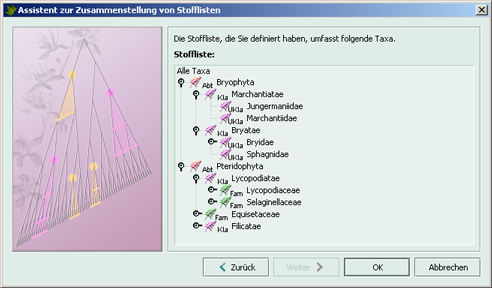 Assistent zur Zusammenstellung von Stofflisten
Die Stoffliste, die Sie definiert haben, umfasst folgende Taxa.
Stoffliste:
Alle Taxa
Abt Bryophyta
Kla Marchantiatae
UKla Jungermaniidae
UKla Marchantiidae
Kla Bryatae
UKla Bryidae
UKla Sphagnidae
Abt Pteridophyta
Kla Lycopodiatae
Fam Lycopodiaceae
Fam Selaginellaceae
Fam Equisetaceae
Kla Filicatae
Zurück Weiter OK Abbrechen